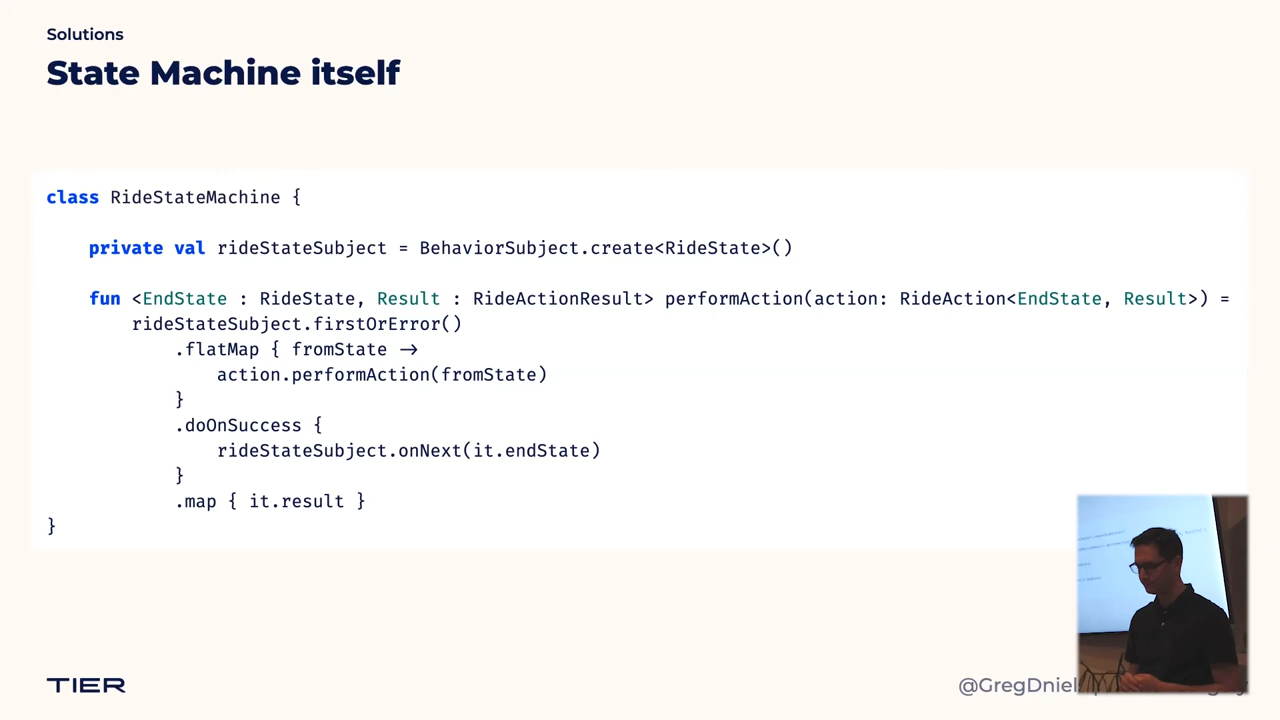 Solutions
State Machine itself
class RideStateMachine {
private val rideStateSubject = BehaviorSubject.create<RideState>()
fun <EndState : RideState, Result : RideActionResult> performAction(action: RideAction<EndState, Result>) =
rideStateSubject.firstOrError()
.flatMap { fromState →
action.performAction(fromState)
}
.doOnSuccess {
rideStateSubject.onNext(it.endState)
}
.map { it.result }
}
TIER
@GregDniel